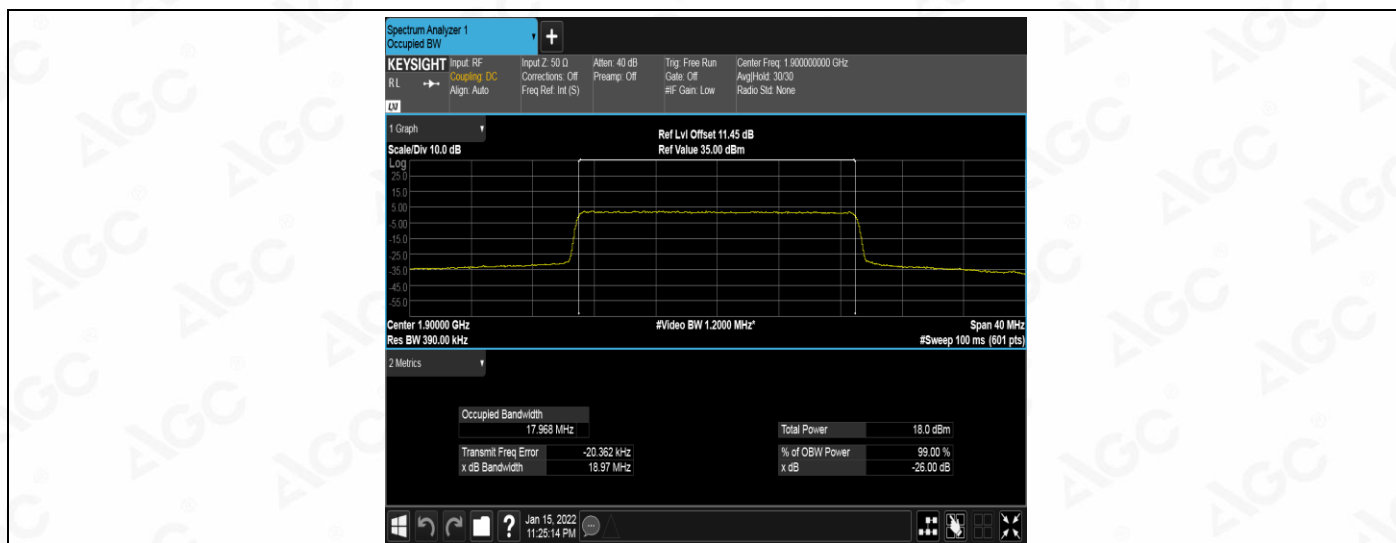 Spectrum Analyzer 1
Occupied BW
+
KEYSIGHT
R L
LXI
Input: RF
Coupling: DC
Align: Auto
Input Z: 50 Ω
Corrections: Off
Freq Ref: Int (S)
Atten: 40 dB
Preamp: Off
Trig: Free Run
Gate: Off
#IF Gain: Low
Center Freq: 1.900000000 GHz
Avg|Hold: 30/30
Radio Std: None
1 Graph
Scale/Div 10.0 dB
Ref Lvl Offset 11.45 dB
Ref Value 35.00 dBm
Log
25.0
15.0
5.00
-5.00
-15.0
-25.0
-35.0
-45.0
-55.0
Center 1.90000 GHz
Res BW 390.00 kHz
#Video BW 1.2000 MHz*
Span 40 MHz
#Sweep 100 ms (601 pts)
2 Metrics
Occupied Bandwidth
17.968 MHz
Transmit Freq Error -20.362 kHz
x dB Bandwidth 18.97 MHz
Total Power 18.0 dBm
% of OBW Power 99.00 %
x dB -26.00 dB
?
Jan 15, 2022
11:25:14 PM
AGC